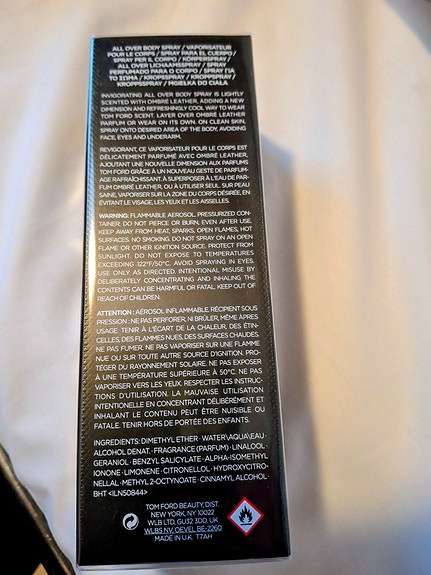 ALL OVER BODY SPRAY / VAPORISATEUR
POUR LE CORPS / SPRAY PARA EL CUERPO /
SPRAY PER IL CORPO / KÖRPERSPRAY /
ALL OVER LICHAAMSSPRAY / SPRAY
PERFUMADO PARA O CORPO / ΣΠΡΑΥ ΓΙΑ
ΤΟ ΣΩΜΑ / KROPPSSPRAY / KROPPSSPRAY /
KROPPSSPRAY / MGIEŁKA DO CIAŁA
INVIGORATING ALL OVER BODY SPRAY IS LIGHTLY
SCENTED WITH OMBRÉ LEATHER, ADDING A NEW
DIMENSION AND REFRESHINGLY COOL WAY TO WEAR
TOM FORD SCENT. LAYER OVER OMBRÉ LEATHER
PARFUM OR WEAR ON ITS OWN. ON CLEAN SKIN,
SPRAY ONTO DESIRED AREA OF THE BODY, AVOIDING
FACE, EYES AND UNDERARM.
REVIGORANT, CE VAPORISATEUR POUR LE CORPS EST
DÉLICATEMENT PARFUMÉ AVEC OMBRÉ LEATHER,
AJOUTANT UNE NOUVELLE DIMENSION AUX PARFUMS
TOM FORD GRÂCE À UN NOUVEAU GESTE DE PARFUM-
AGE RAFRAÎCHISSANT. À SUPERPOSER À L'EAU DE PAR-
FUM OMBRÉ LEATHER, OU À UTILISER SEUL. SUR PEAU
SAINE, VAPORISER SUR LA ZONE DU CORPS DÉSIRÉE, EN
ÉVITANT LE VISAGE, LES YEUX ET LES AISSELLES.
WARNING: FLAMMABLE AEROSOL. PRESSURIZED CON-
TAINER: DO NOT PIERCE OR BURN, EVEN AFTER USE.
KEEP AWAY FROM HEAT, SPARKS, OPEN FLAMES, HOT
SURFACES. NO SMOKING. DO NOT SPRAY ON AN OPEN
FLAME OR OTHER IGNITION SOURCE. PROTECT FROM
SUNLIGHT. DO NOT EXPOSE TO TEMPERATURES
EXCEEDING 122°F/50°C. AVOID SPRAYING IN EYES.
USE ONLY AS DIRECTED. INTENTIONAL MISUSE BY
DELIBERATELY CONCENTRATING AND INHALING THE
CONTENTS CAN BE HARMFUL OR FATAL. KEEP OUT OF
REACH OF CHILDREN.
ATTENTION : AÉROSOL INFLAMMABLE. RÉCIPIENT SOUS
PRESSION : NE PAS PERFORER, NI BRÛLER, MÊME APRÈS
USAGE. TENIR À L'ÉCART DE LA CHALEUR, DES ÉTIN-
CELLES, DES FLAMMES NUES, DES SURFACES CHAUDES.
NE PAS FUMER. NE PAS VAPORISER SUR UNE FLAMME
NUE OU SUR TOUTE AUTRE SOURCE D'IGNITION. PRO-
TÉGER DU RAYONNEMENT SOLAIRE. NE PAS EXPOSER
À UNE TEMPÉRATURE SUPÉRIEURE À 50°C. NE PAS
VAPORISER VERS LES YEUX. RESPECTER LES INSTRUC-
TIONS D'UTILISATION. LA MAUVAISE UTILISATION
INTENTIONELLE EN CONCENTRANT DÉLIBÉRÉMENT ET
INHALANT LE CONTENU PEUT ÊTRE NUISIBLE OU
FATALE. TENIR HORS DE PORTÉE DES ENFANTS.
INGREDIENTS: DIMETHYL ETHER · WATER\AQUA\EAU ·
ALCOHOL DENAT. · FRAGRANCE (PARFUM) · LINALOOL ·
GERANIOL · BENZYL SALICYLATE · ALPHA-ISOMETHYL
IONONE · LIMONENE · CITRONELLOL · HYDROXYCITRO-
NELLAL · METHYL 2-OCTYNOATE · CINNAMYL ALCOHOL ·
BHT <ILN50844>
TOM FORD BEAUTY, DIST.
NEW YORK, NY 10022
WLB LTD, GU32 3DD, UK
WLBS NV, OEVEL BE-2260
MADE IN U.K. T7AH